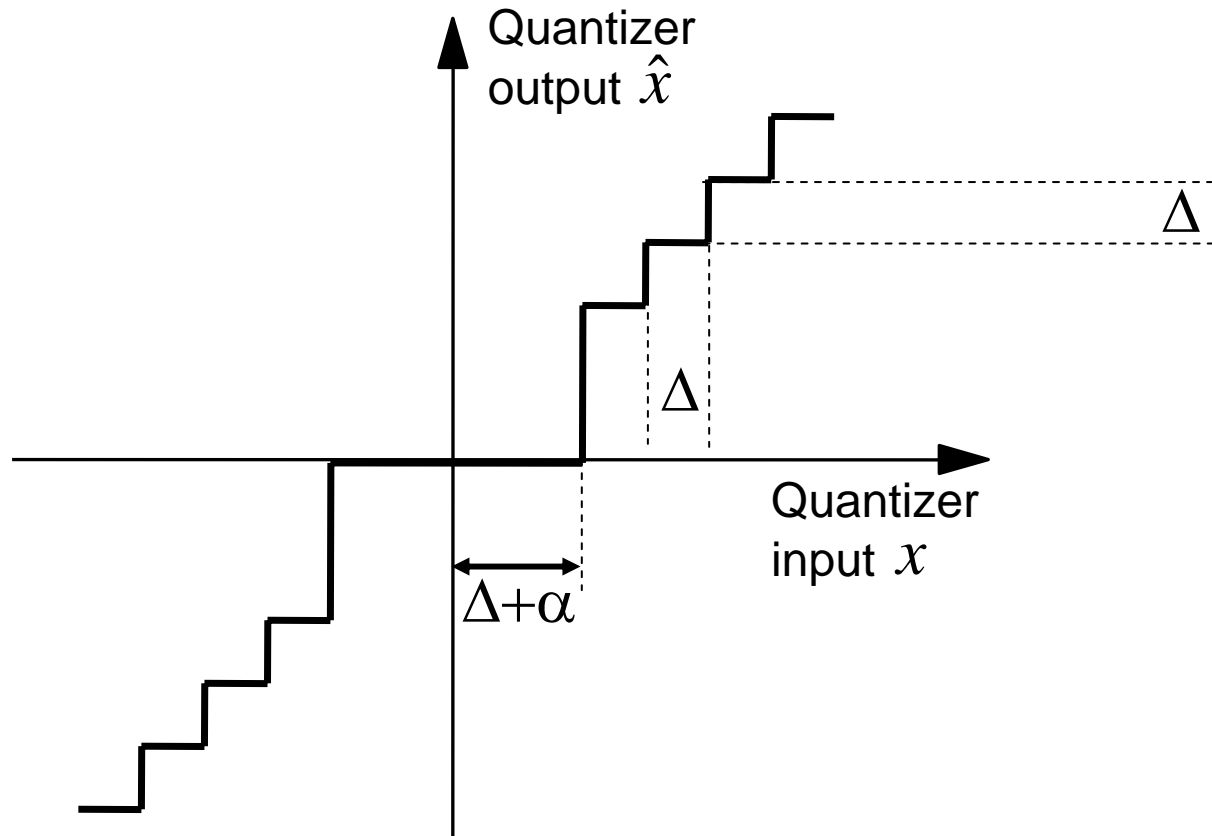 Quantizer
output x̂
Δ
Δ
Quantizer
input x
Δ+α